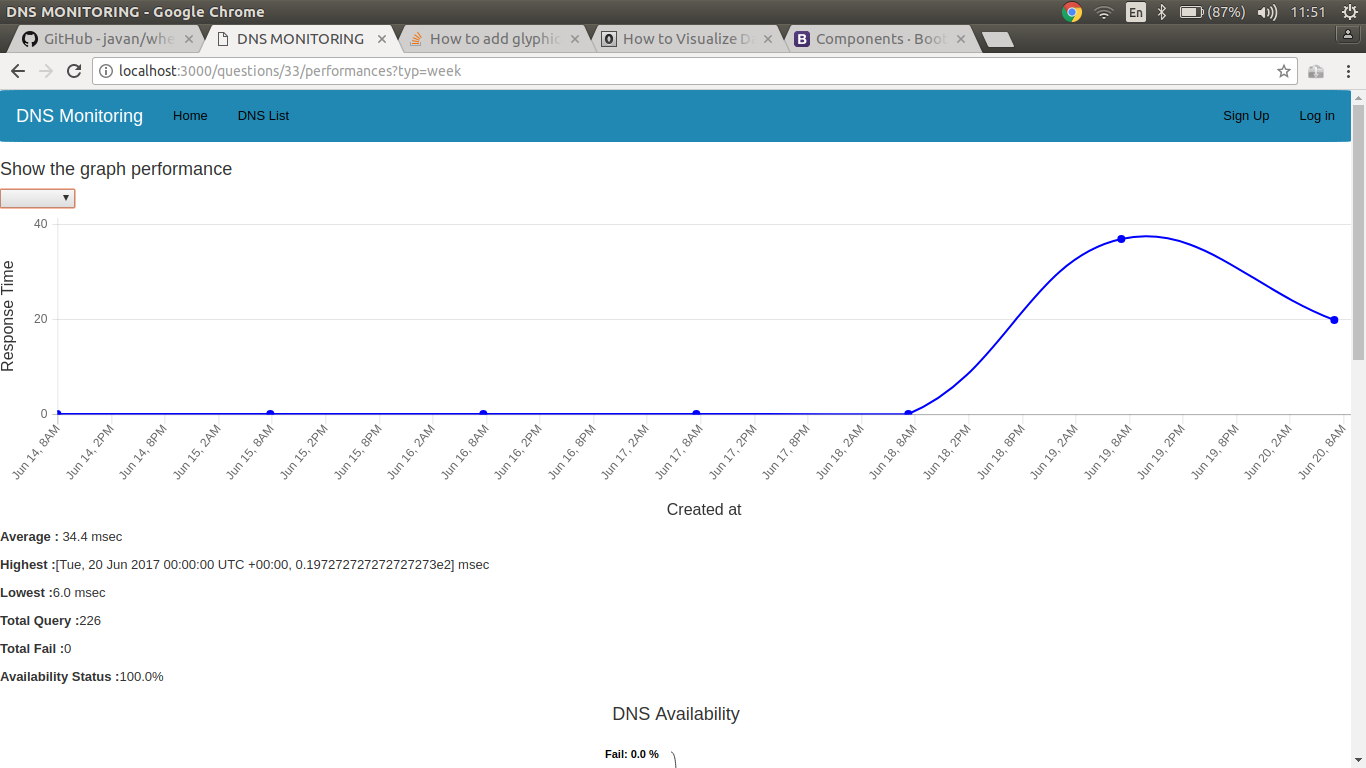 DNS MONITORING - Google Chrome
En
(87%)
11:51
GitHub - javan/whe
DNS MONITORING
How to add glyphic
How to Visualize D
Components · Boot
localhost:3000/questions/33/performances?typ=week
DNS Monitoring
Home
DNS List
Sign Up
Log in
Show the graph performance
40
20
0
Response Time
Jun 14, 8AM
Jun 14, 2PM
Jun 14, 8PM
Jun 15, 2AM
Jun 15, 8AM
Jun 15, 2PM
Jun 15, 8PM
Jun 16, 2AM
Jun 16, 8AM
Jun 16, 2PM
Jun 16, 8PM
Jun 17, 2AM
Jun 17, 8AM
Jun 17, 2PM
Jun 17, 8PM
Jun 18, 2AM
Jun 18, 8AM
Jun 18, 2PM
Jun 18, 8PM
Jun 19, 2AM
Jun 19, 8AM
Jun 19, 2PM
Jun 19, 8PM
Jun 20, 2AM
Jun 20, 8AM
Created at
Average : 34.4 msec
Highest :[Tue, 20 Jun 2017 00:00:00 UTC +00:00, 0.197272727272727273e2] msec
Lowest :6.0 msec
Total Query :226
Total Fail :0
Availability Status :100.0%
DNS Availability
Fail: 0.0 %